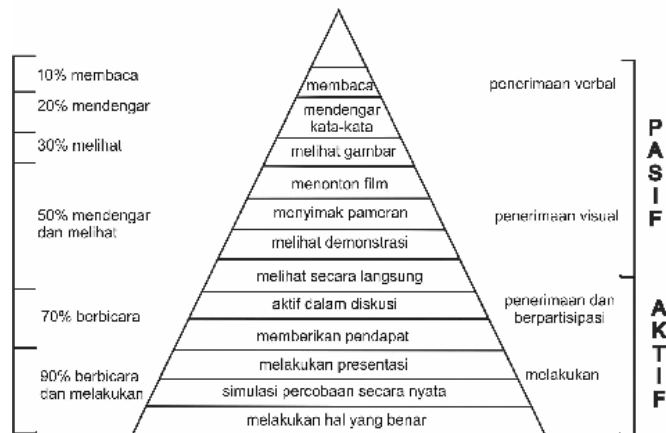 10% membaca
20% mendengar
30% melihat
50% mendengar
dan melihat
70% berbicara
90% berbicara
dan melakukan
membaca
mendengar
kata-kata
melihat gambar
menonton film
menyimak pameran
melihat demonstrasi
melihat secara langsung
aktif dalam diskusi
memberikan pendapat
melakukan presentasi
simulasi percobaan secara nyata
melakukan hal yang benar
penerimaan verbal
penerimaan visual
penerimaan dan
berpartisipasi
melakukan
PASIF
AKTIF